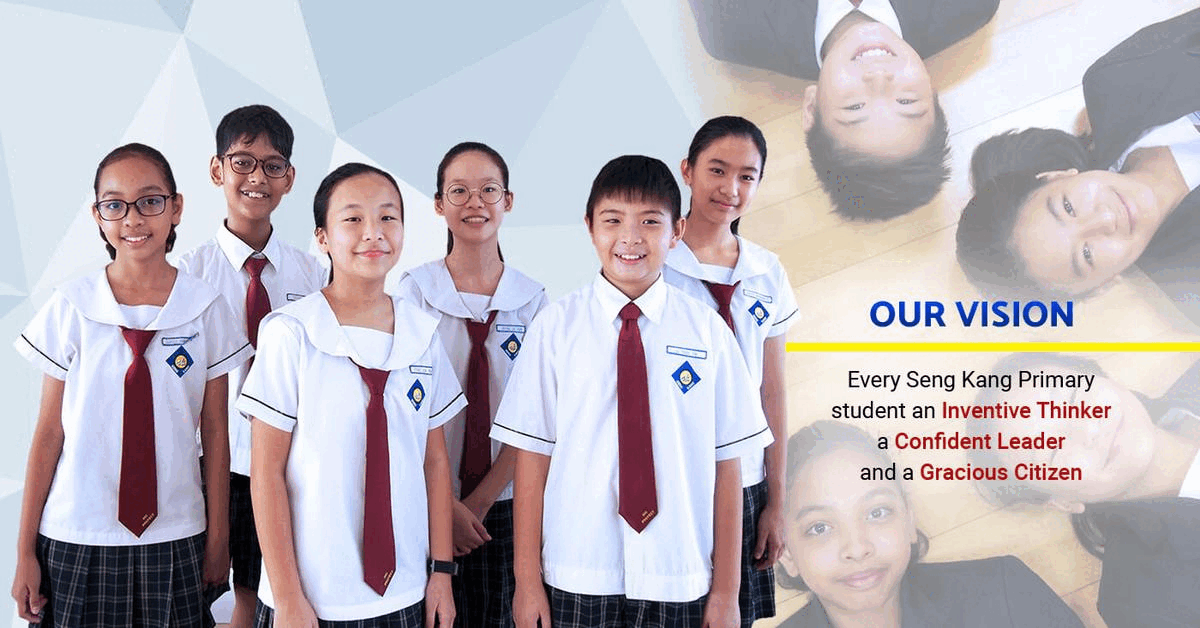 OUR VISION
Every Seng Kang Primary
student an Inventive Thinker
a Confident Leader
and a Gracious Citizen